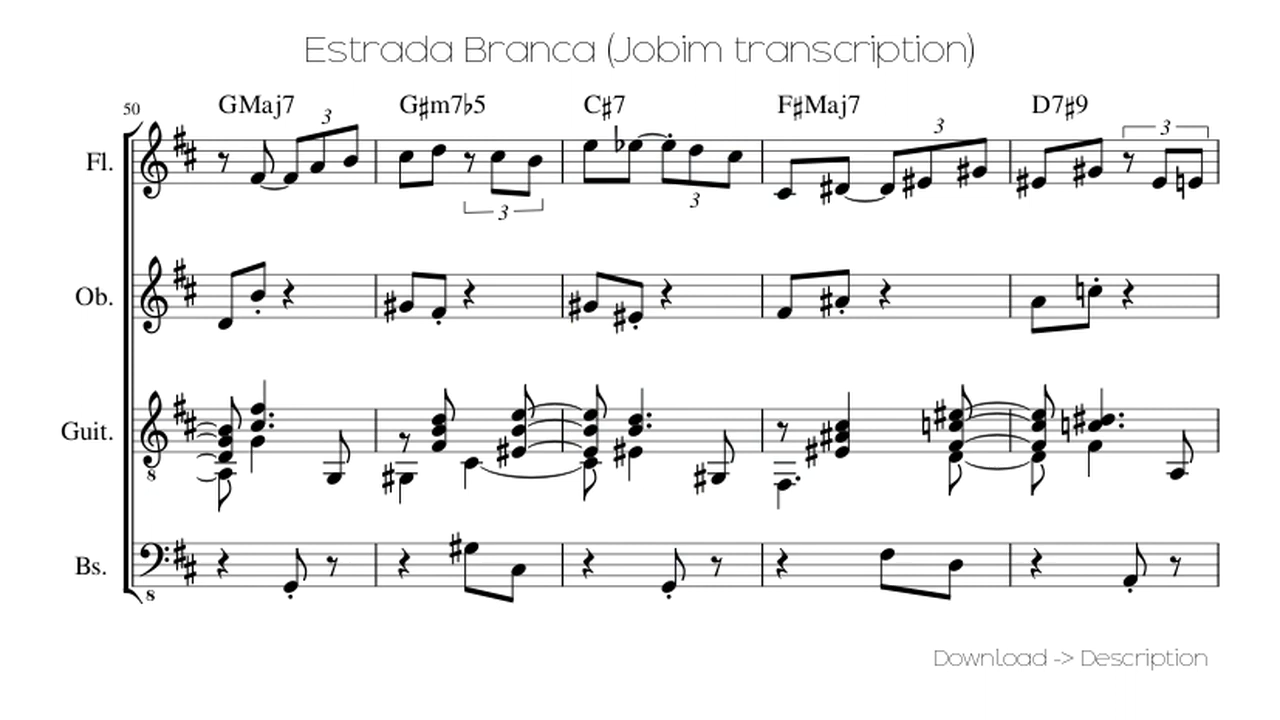 Estrada Branca (Jobim transcription)
50 GMaj7 G♯m7♭5 C♯7 F♯Maj7 D7♯9
3 3 3
Fl.
3 3
Ob.
Guit.
8
Bs.
8
Download -> Description